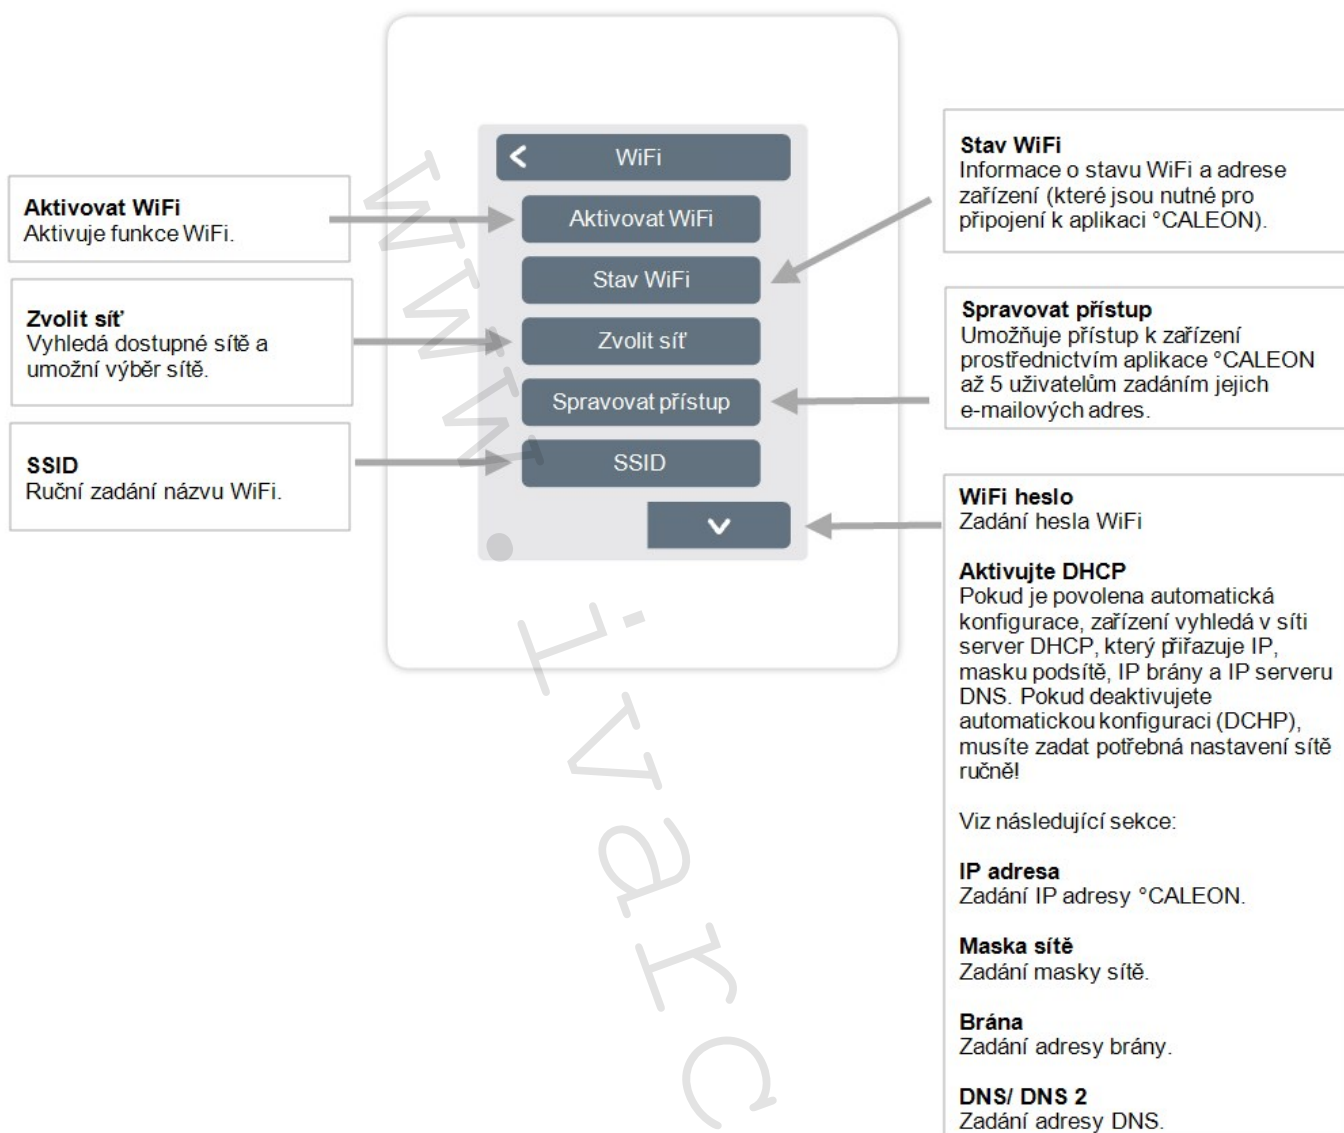 WiFi
Aktivovat WiFi
Stav WiFi
Zvolit síť
Spravovat přístup
SSID
Aktivovat WiFi
Aktivuje funkce WiFi.
Zvolit síť
Vyhledá dostupné sítě a
umožní výběr sítě.
SSID
Ruční zadání názvu WiFi.
Stav WiFi
Informace o stavu WiFi a adrese
zařízení (které jsou nutné pro
připojení k aplikaci °CALEON).
Spravovat přístup
Umožňuje přístup k zařízení
prostřednictvím aplikace °CALEON
až 5 uživatelům zadáním jejich
e-mailových adres.
WiFi heslo
Zadání hesla WiFi
Aktivujte DHCP
Pokud je povolena automatická
konfigurace, zařízení vyhledá v síti
server DHCP, který přiřazuje IP,
masku podsítě, IP brány a IP serveru
DNS. Pokud deaktivujete
automatickou konfiguraci (DCHP),
musíte zadat potřebná nastavení sítě
ručně!
Viz následující sekce:
IP adresa
Zadání IP adresy °CALEON.
Maska sítě
Zadání masky sítě.
Brána
Zadání adresy brány.
DNS/ DNS 2
Zadání adresy DNS.
www.ivarc